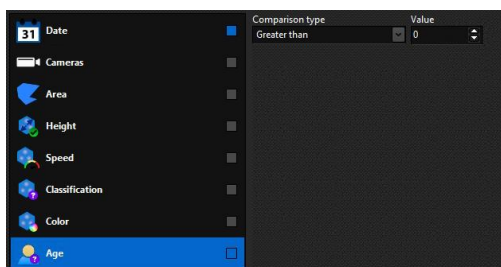 Comparison type
Value
31
Date
Greater than
0
Cameras
Area
Height
Speed
?
Classification
Color
?
Age